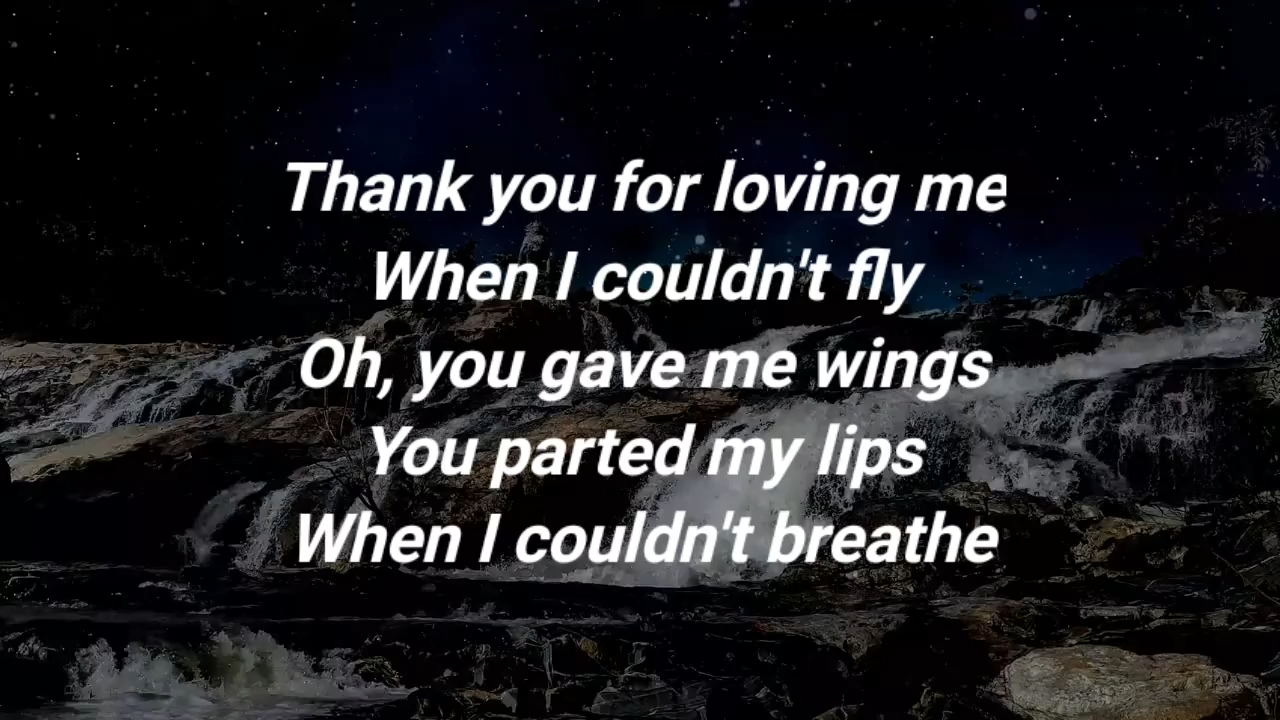 Thank you for loving me
When I couldn't fly
Oh, you gave me wings
You parted my lips
When I couldn't breathe